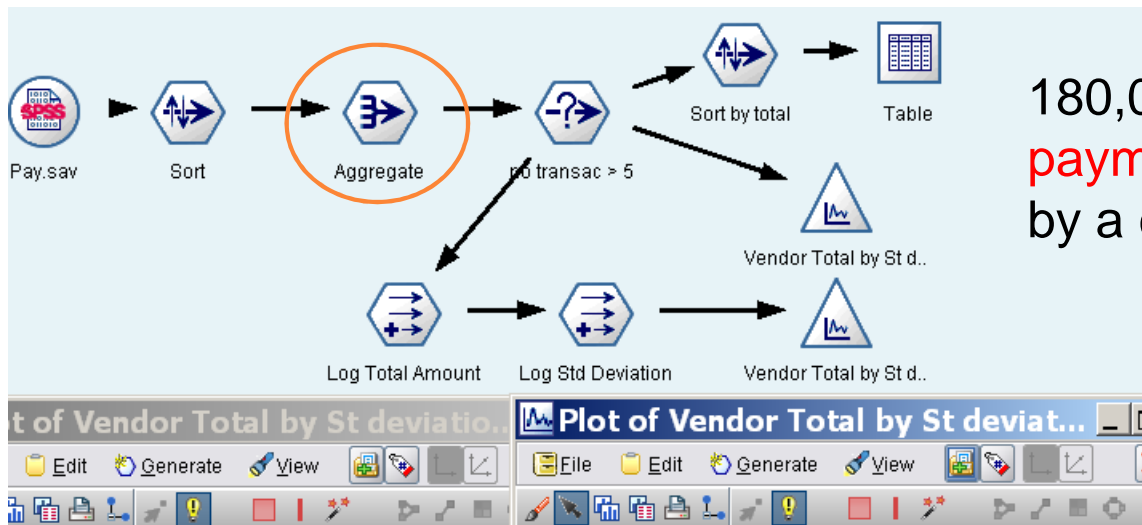 SPSS
Pay.sav
Sort
Aggregate
no transac > 5
Sort by total
Table
Vendor Total by St d..
Log Total Amount
Log Std Deviation
Vendor Total by St d..
180,0
paym
by a
t of Vendor Total by St deviatio..
Edit Generate View
Plot of Vendor Total by St deviat...
File Edit Generate View